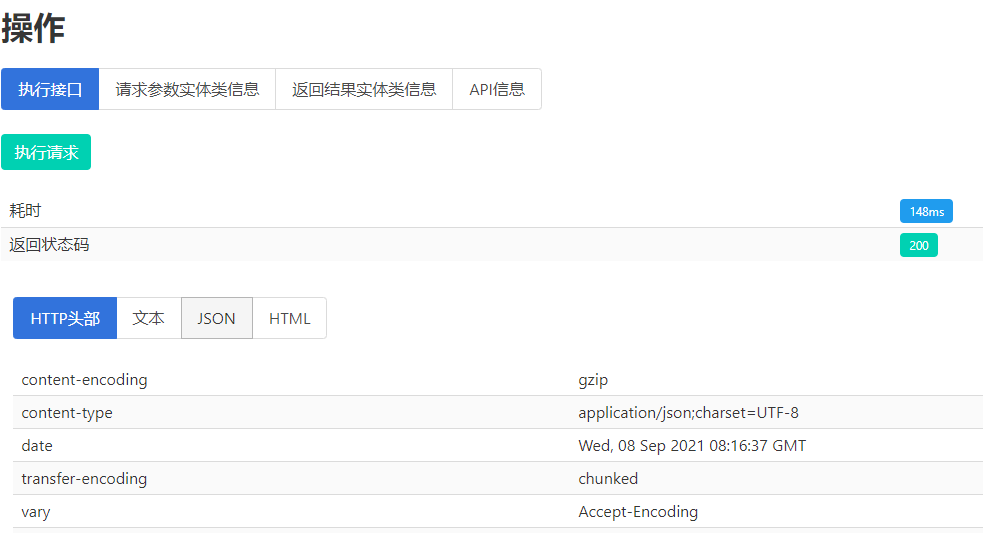 操作
执行接口 请求参数实体类信息 返回结果实体类信息 API信息
执行请求
耗时 148ms
返回状态码 200
HTTP头部 文本 JSON HTML
content-encoding gzip
content-type application/json;charset=UTF-8
date Wed, 08 Sep 2021 08:16:37 GMT
transfer-encoding chunked
vary Accept-Encoding